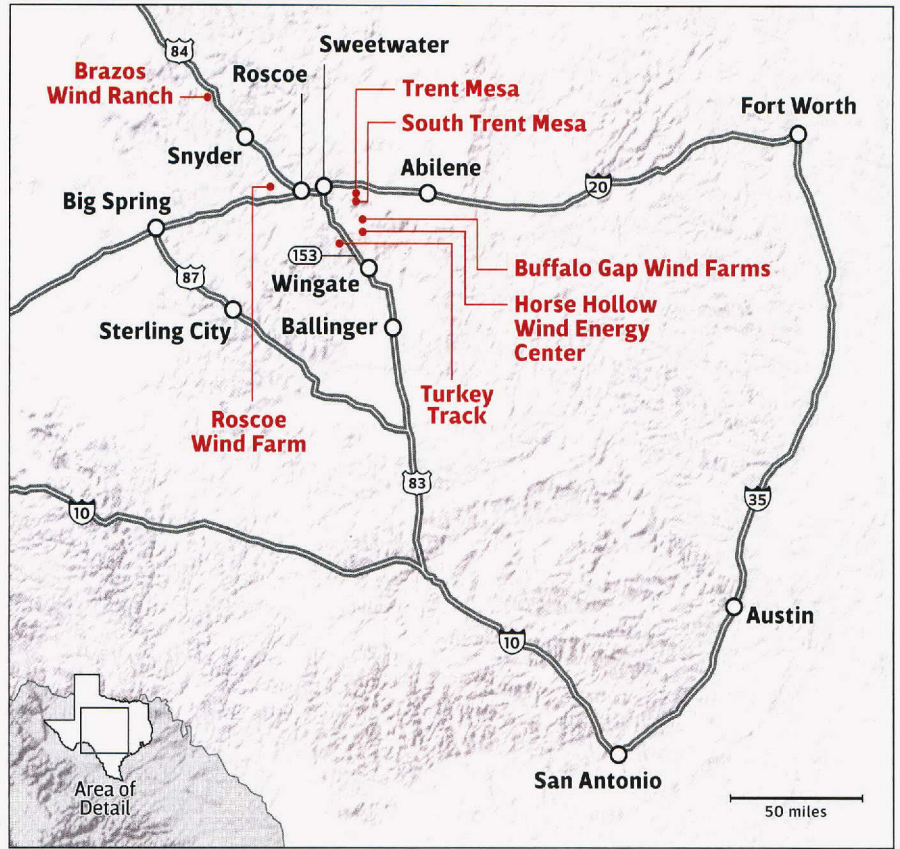 84
Sweetwater
Brazos
Wind Ranch
Roscoe
Trent Mesa
South Trent Mesa
Fort Worth
Snyder
Abilene
20
Big Spring
153
Wingate
87
Buffalo Gap Wind Farms
Sterling City
Ballinger
Horse Hollow
Wind Energy
Center
Turkey
Track
Roscoe
Wind Farm
83
10
35
Austin
10
San Antonio
Area of
Detail
50 miles